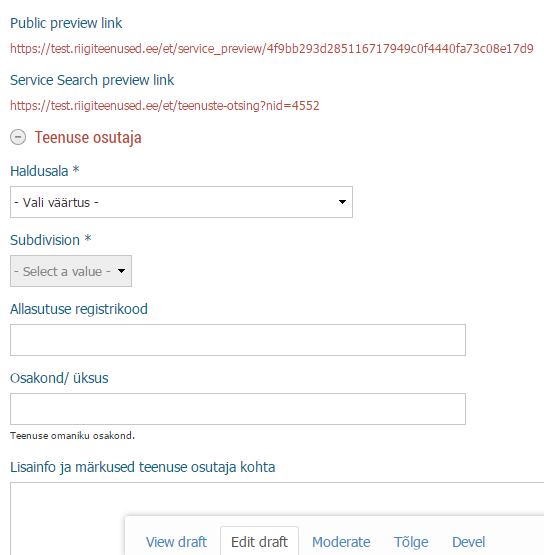 Public preview link
https://test.riigiteenused.ee/et/service_preview/4f9bb293d285116717949c0f4440fa73c08e17d9
Service Search preview link
https://test.riigiteenused.ee/et/teenuste-otsing?nid=4552
Teenuse osutaja
Haldusala *
- Vali väärtus -
Subdivision *
- Select a value -
Allasutuse registrikood
Osakond/ üksus
Teenuse omaniku osakond.
Lisainfo ja märkused teenuse osutaja kohta
View draft Edit draft Moderate Tõlge Devel